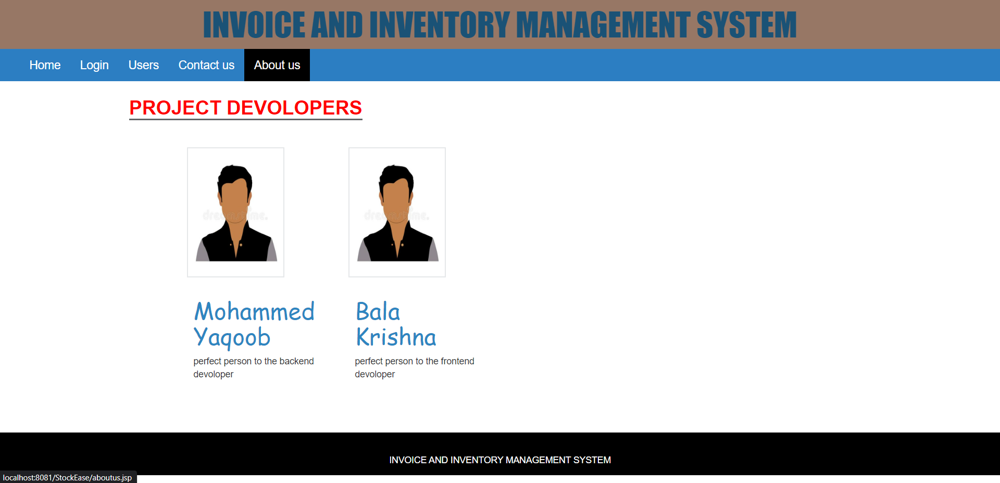 INVOICE AND INVENTORY MANAGEMENT SYSTEM
Home Login Users Contact us About us
PROJECT DEVOLOPERS
dreamstime.
dreamstime.
Mohammed
Yaqoob
perfect person to the backend
devoloper
Bala
Krishna
perfect person to the frontend
devoloper
INVOICE AND INVENTORY MANAGEMENT SYSTEM
localhost:8081/StockEase/aboutus.jsp